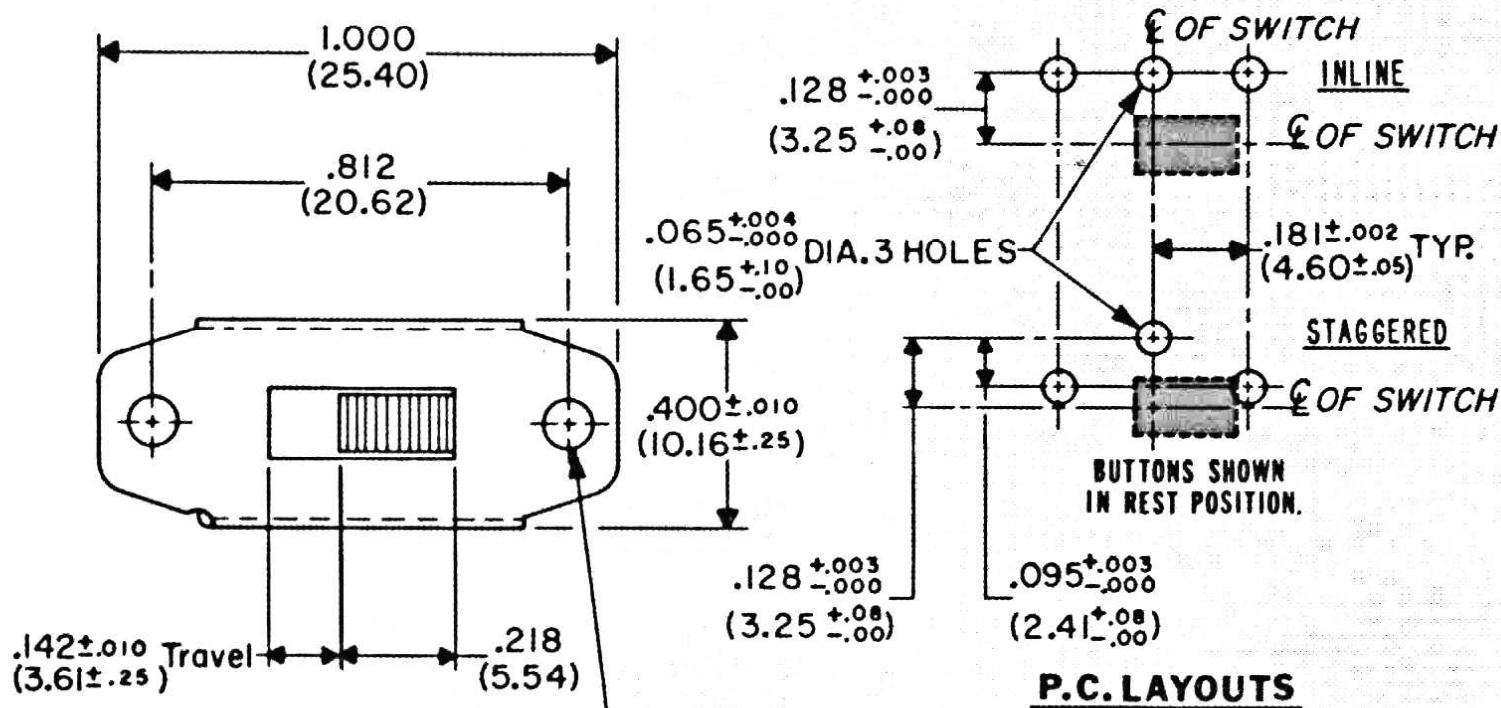 1.000
(25.40)
.812
(20.62)
.400±.010
(10.16±.25)
.142±.010 Travel
(3.61±.25)
.218
(5.54)
℄ OF SWITCH
INLINE
.128 +.003 -.000
(3.25 +.08 -.00)
℄ OF SWITCH
.065 +.004 -.000 DIA. 3 HOLES
(1.65 +.10 -.00)
.181±.002 TYP.
(4.60±.05)
STAGGERED
℄ OF SWITCH
BUTTONS SHOWN
IN REST POSITION.
.128 +.003 -.000
(3.25 +.08 -.00)
.095 +.003 -.000
(2.41 +.08 -.00)
P.C. LAYOUTS